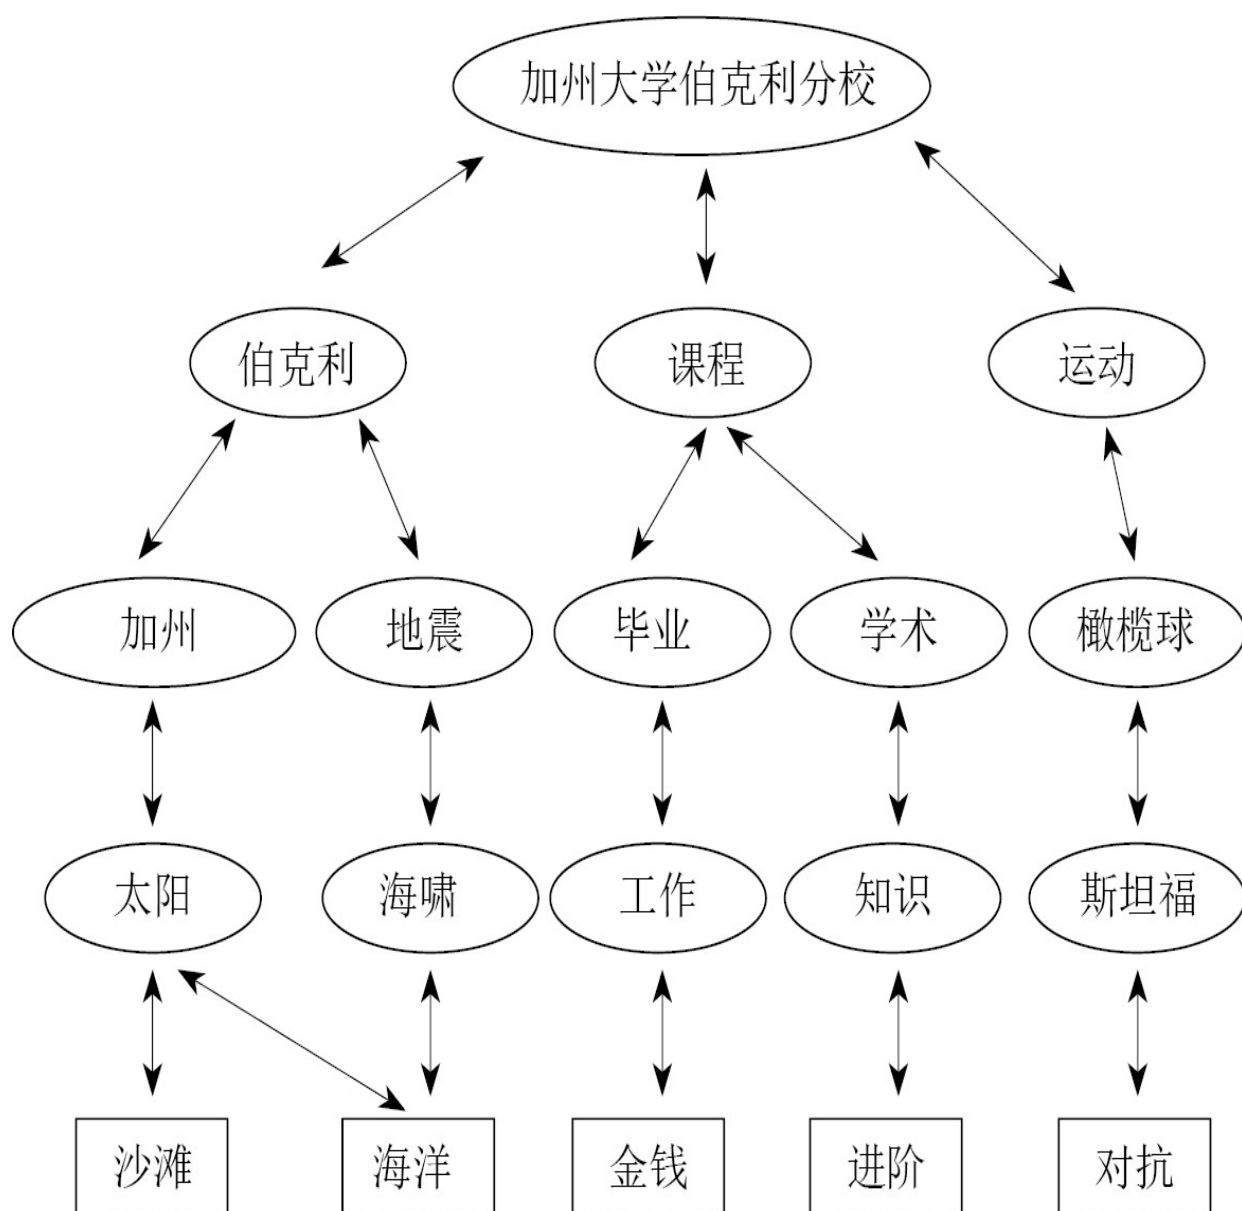 加州大学伯克利分校
伯克利
课程
运动
加州
地震
毕业
学术
橄榄球
太阳
海啸
工作
知识
斯坦福
沙滩
海洋
金钱
进阶
对抗